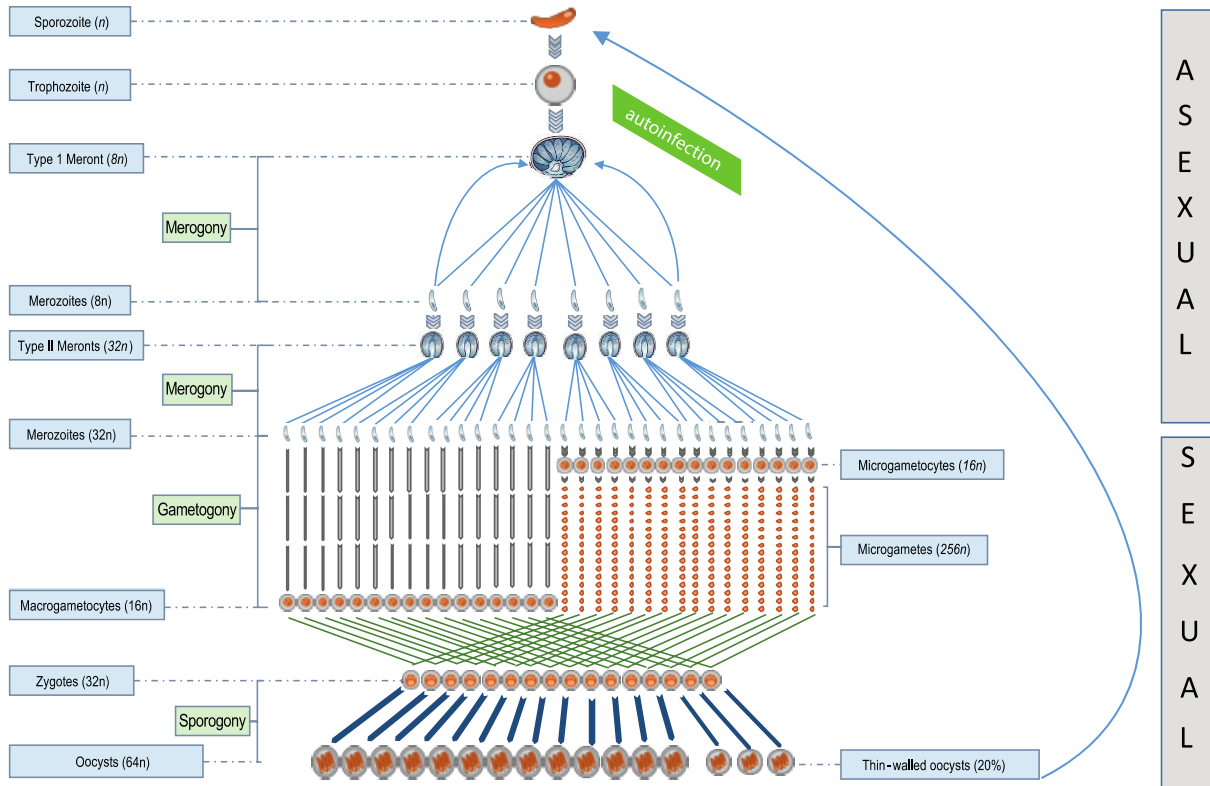 Sporozoite (n)
Trophozoite (n)
autoinfection
Type 1 Meront (8n)
Merogony
Merozoites (8n)
Type II Meronts (32n)
Merogony
Merozoites (32n)
Microgametocytes (16n)
Gametogony
Microgametes (256n)
Macrogametocytes (16n)
Zygotes (32n)
Sporogony
Oocysts (64n)
Thin-walled oocysts (20%)
A
S
E
X
U
A
L
S
E
X
U
A
L